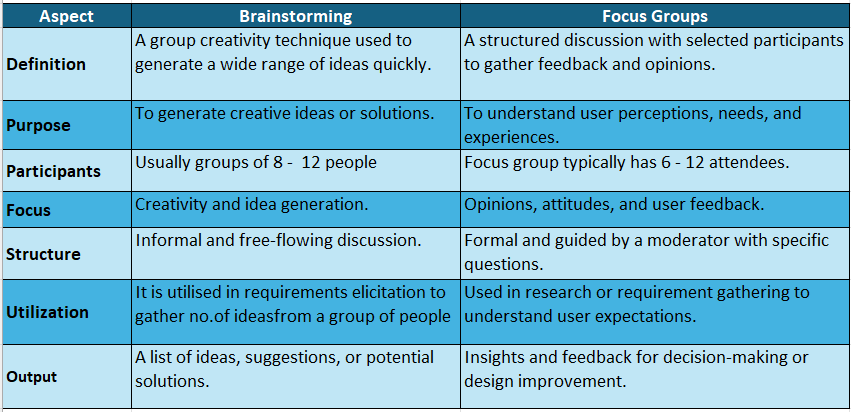 Aspect Brainstorming Focus Groups
Definition
A group creativity technique used to
generate a wide range of ideas quickly.
A structured discussion with selected participants
to gather feedback and opinions.
Purpose
To generate creative ideas or solutions.
To understand user perceptions, needs, and
experiences.
Participants
Usually groups of 8 - 12 people
Focus group typically has 6 - 12 attendees.
Focus
Creativity and idea generation.
Opinions, attitudes, and user feedback.
Structure
Informal and free-flowing discussion.
Formal and guided by a moderator with specific
questions.
Utilization
It is utilised in requirements elicitation to
gather no.of ideasfrom a group of people
Used in research or requirement gathering to
understand user expectations.
Output
A list of ideas, suggestions, or potential
solutions.
Insights and feedback for decision-making or
design improvement.